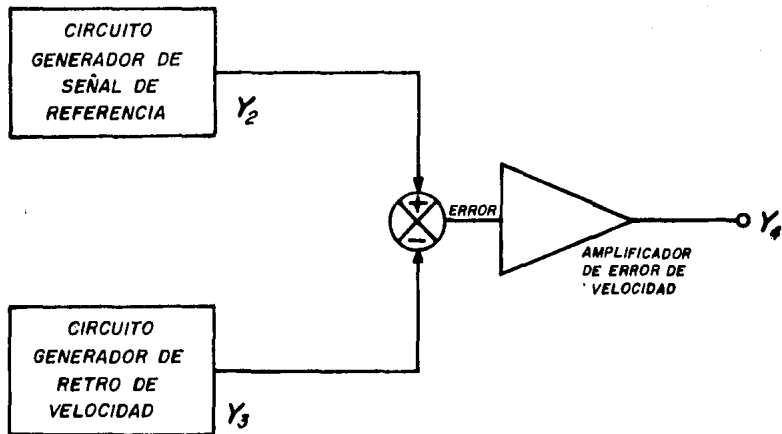 CIRCUITO
GENERADOR DE
SEÑAL DE
REFERENCIA
Y2
+
ERROR
−
Y4
AMPLIFICADOR
DE ERROR DE
VELOCIDAD
CIRCUITO
GENERADOR DE
RETRO DE
VELOCIDAD
Y3